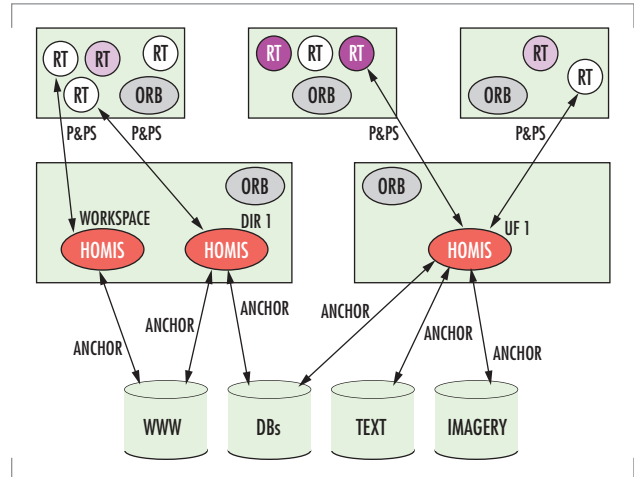 RT
RT
RT
RT
ORB
RT
RT
RT
ORB
RT
RT
ORB
P&PS
P&PS
P&PS
P&PS
ORB
WORKSPACE
HOMIS
DIR 1
HOMIS
ORB
UF 1
HOMIS
ANCHOR
ANCHOR
ANCHOR
ANCHOR
ANCHOR
ANCHOR
WWW
DBs
TEXT
IMAGERY